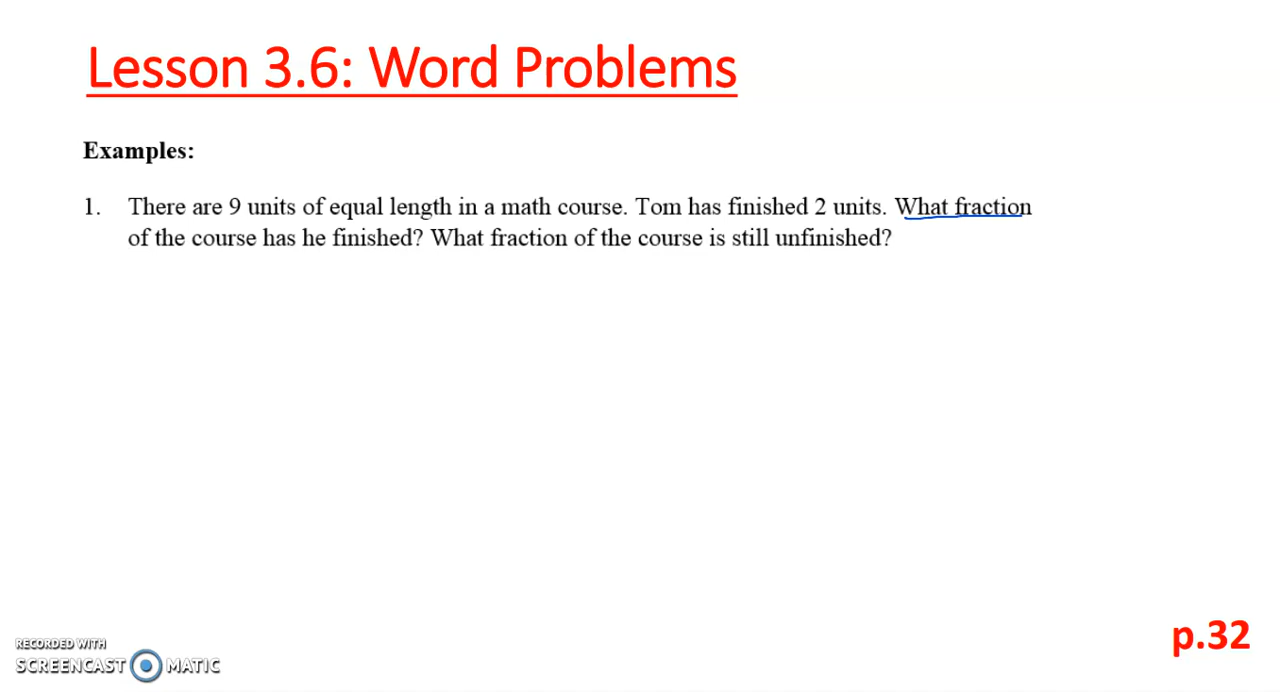 Lesson 3.6: Word Problems
Examples:
1. There are 9 units of equal length in a math course. Tom has finished 2 units. What fraction
of the course has he finished? What fraction of the course is still unfinished?
p.32
RECORDED WITH
SCREENCAST MATIC